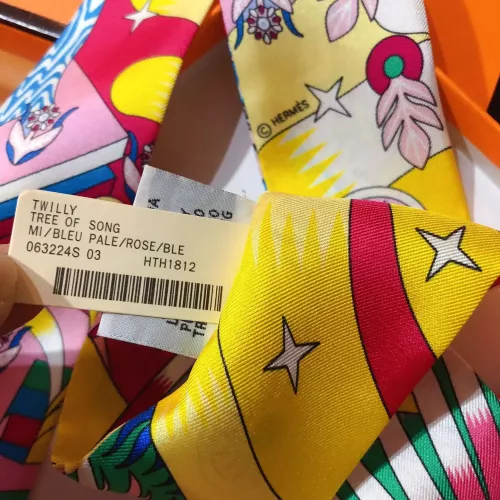 © HERMÈS
TWILLY
TREE OF SONG
MI/BLEU PALE/ROSE/BLE
063224S 03 HTH1812